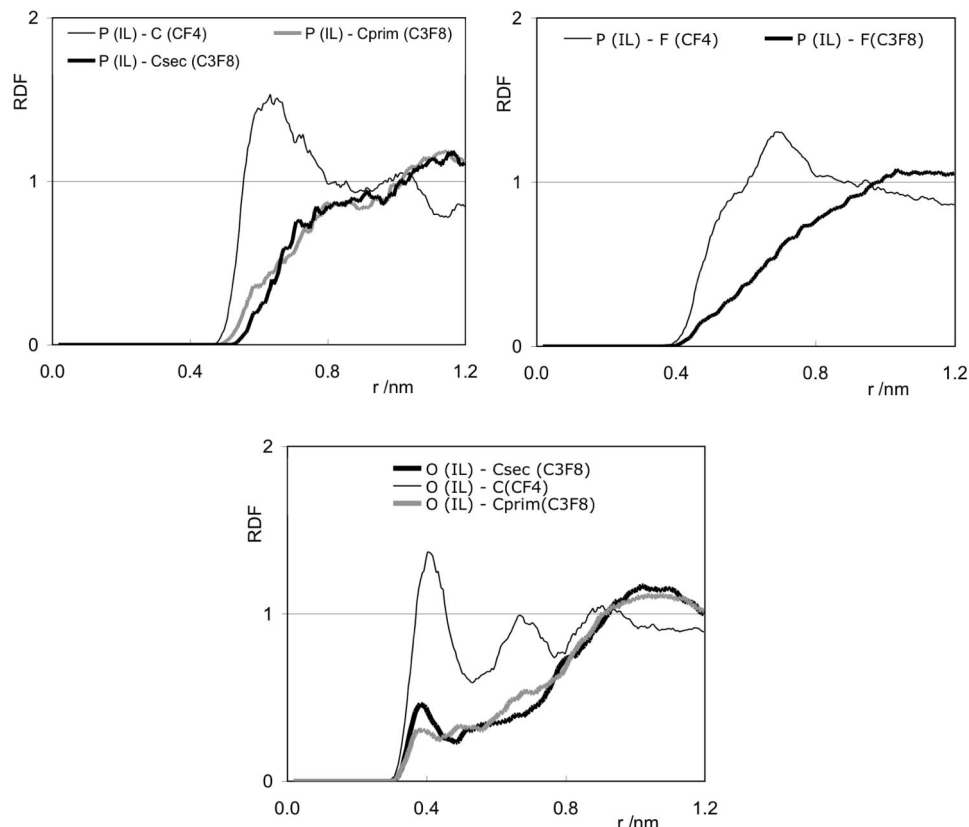 2
P (IL) - C (CF4)
P (IL) - Cprim (C3F8)
P (IL) - Csec (C3F8)
RDF
1
0
0.0 0.4 0.8 1.2
r /nm
2
P (IL) - F (CF4)
P (IL) - F(C3F8)
RDF
1
0
0.0 0.4 0.8 1.2
r /nm
2
O (IL) - Csec (C3F8)
O (IL) - C(CF4)
O (IL) - Cprim(C3F8)
RDF
1
0
0.0 0.4 0.8 1.2
r /nm